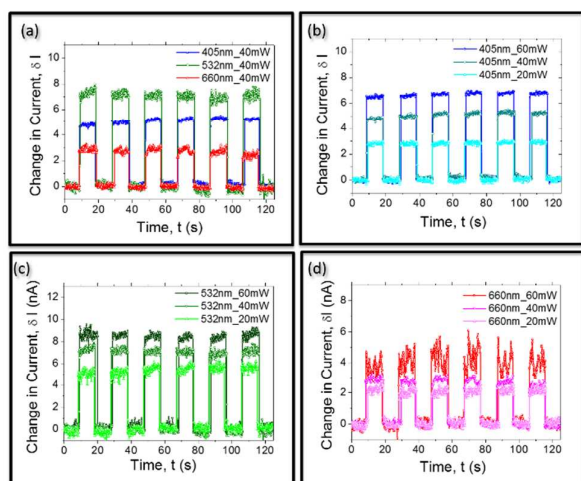 (a)
405nm_40mW
532nm_40mW
660nm_40mW
Change in Current, δ I
10
8
6
4
2
0
0 20 40 60 80 100 120
Time, t (s)
(b)
405nm_60mW
405nm_40mW
405nm_20mW
Change in Current, δ I
10
8
6
4
2
0
0 20 40 60 80 100 120
Time, t (s)
(c)
532nm_60mW
532nm_40mW
532nm_20mW
Change in Current, δ I (nA)
10
8
6
4
2
0
0 20 40 60 80 100 120
Time, t (s)
(d)
660nm_60mW
660nm_40mW
660nm_20mW
Change in Current, δI (nA)
8
6
4
2
0
0 20 40 60 80 100 120
Time, t (s)